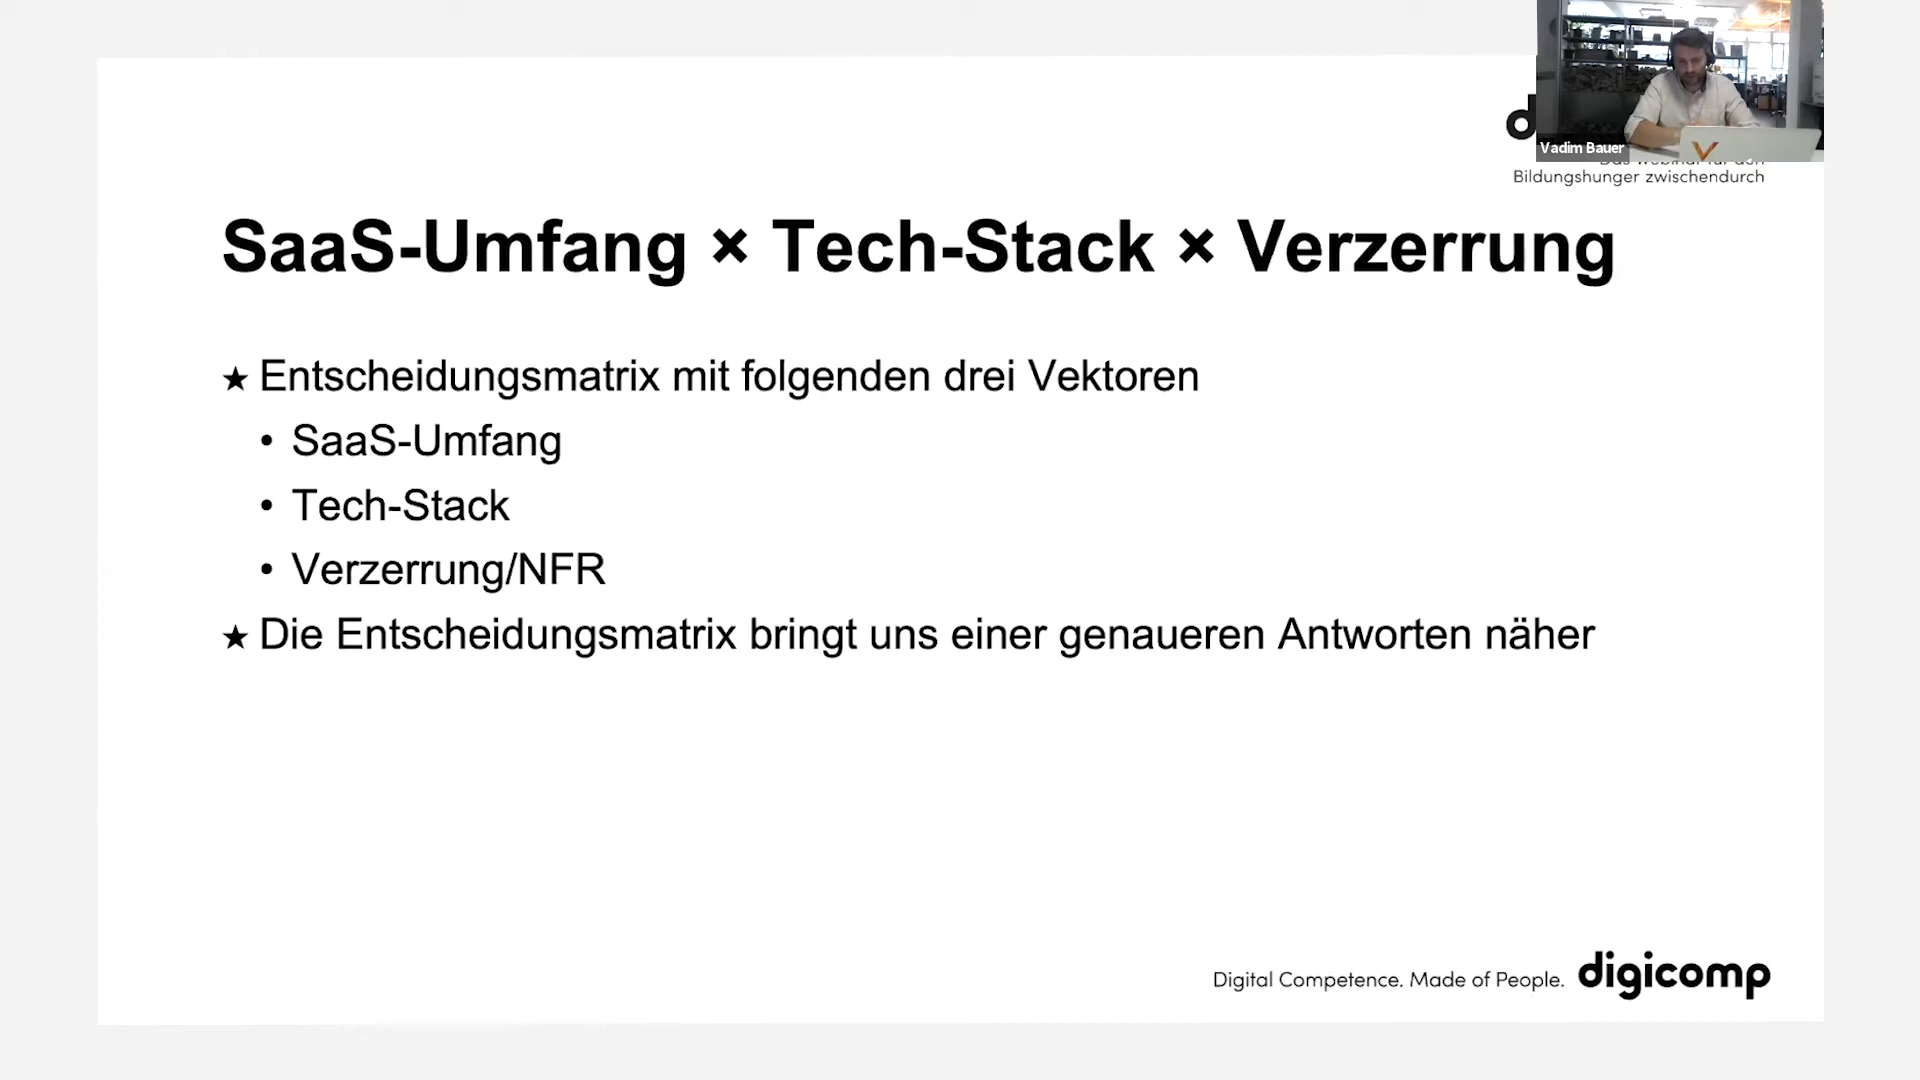 Vadim Bauer
Bildungshunger zwischendurch
SaaS-Umfang × Tech-Stack × Verzerrung
★ Entscheidungsmatrix mit folgenden drei Vektoren
• SaaS-Umfang
• Tech-Stack
• Verzerrung/NFR
★ Die Entscheidungsmatrix bringt uns einer genaueren Antworten näher
Digital Competence. Made of People. digicomp